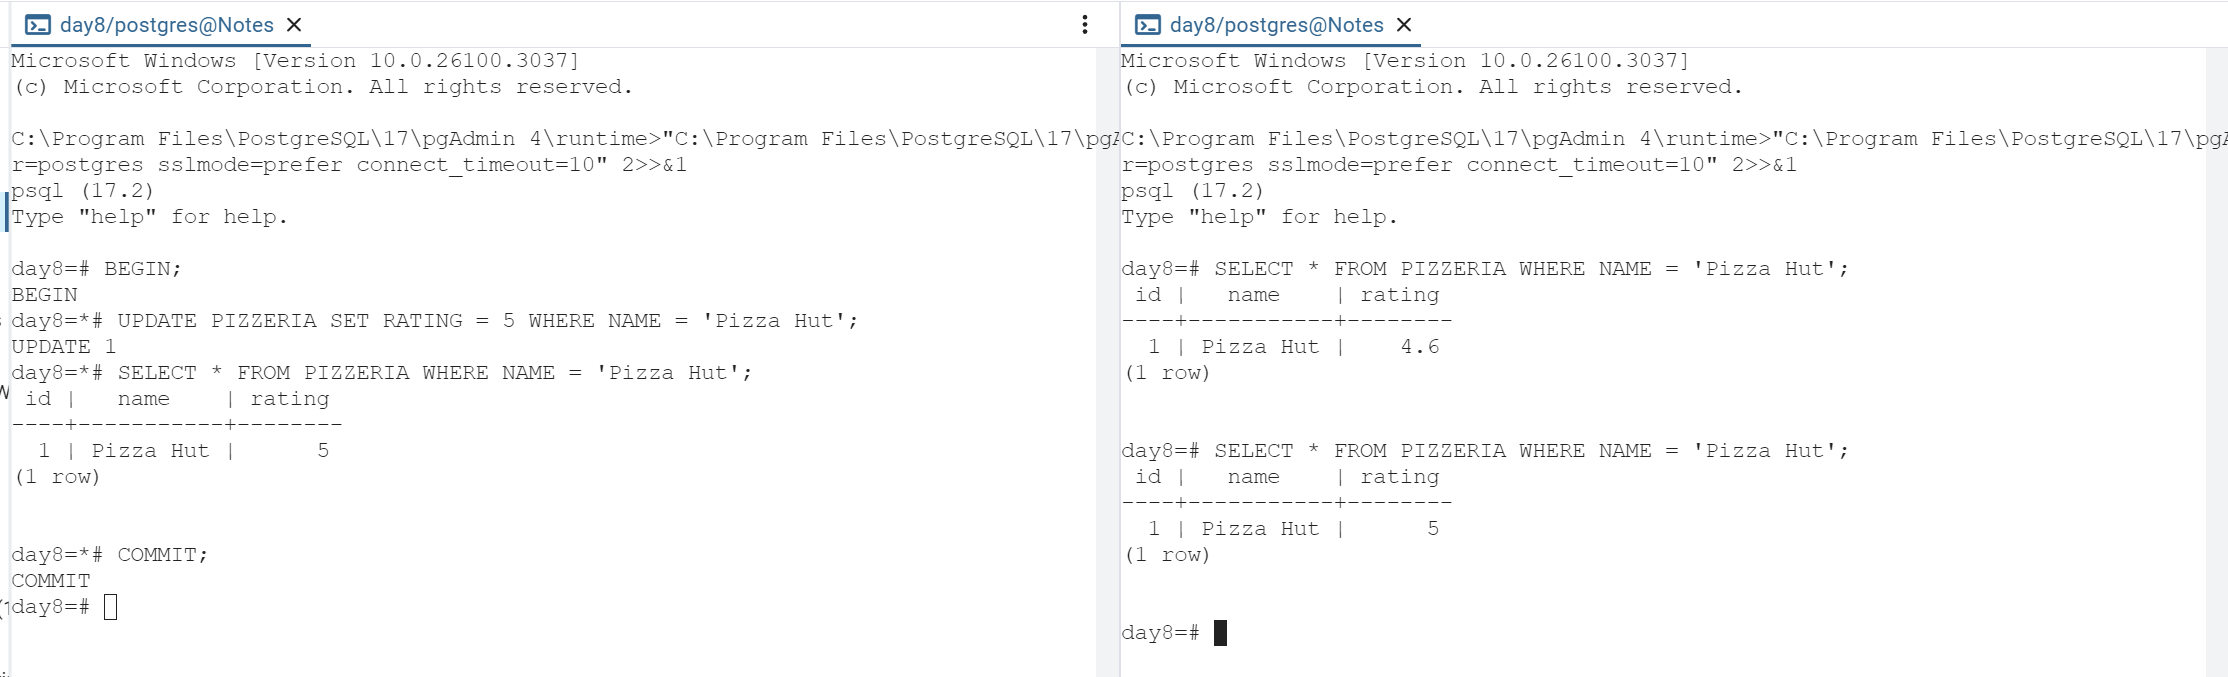 day8/postgres@Notes
Microsoft Windows [Version 10.0.26100.3037]
(c) Microsoft Corporation. All rights reserved.
C:\Program Files\PostgreSQL\17\pgAdmin 4\runtime>"C:\Program Files\PostgreSQL\17\pgA
r=postgres sslmode=prefer connect_timeout=10" 2>>&1
psql (17.2)
Type "help" for help.
day8=# BEGIN;
BEGIN
day8=*# UPDATE PIZZERIA SET RATING = 5 WHERE NAME = 'Pizza Hut';
UPDATE 1
day8=*# SELECT * FROM PIZZERIA WHERE NAME = 'Pizza Hut';
 id |   name    | rating
----+-----------+--------
  1 | Pizza Hut |      5
(1 row)
day8=*# COMMIT;
COMMIT
day8=#
day8/postgres@Notes
Microsoft Windows [Version 10.0.26100.3037]
(c) Microsoft Corporation. All rights reserved.
C:\Program Files\PostgreSQL\17\pgAdmin 4\runtime>"C:\Program Files\PostgreSQL\17\pgA
r=postgres sslmode=prefer connect_timeout=10" 2>>&1
psql (17.2)
Type "help" for help.
day8=# SELECT * FROM PIZZERIA WHERE NAME = 'Pizza Hut';
 id |   name    | rating
----+-----------+--------
  1 | Pizza Hut |    4.6
(1 row)
day8=# SELECT * FROM PIZZERIA WHERE NAME = 'Pizza Hut';
 id |   name    | rating
----+-----------+--------
  1 | Pizza Hut |      5
(1 row)
day8=#